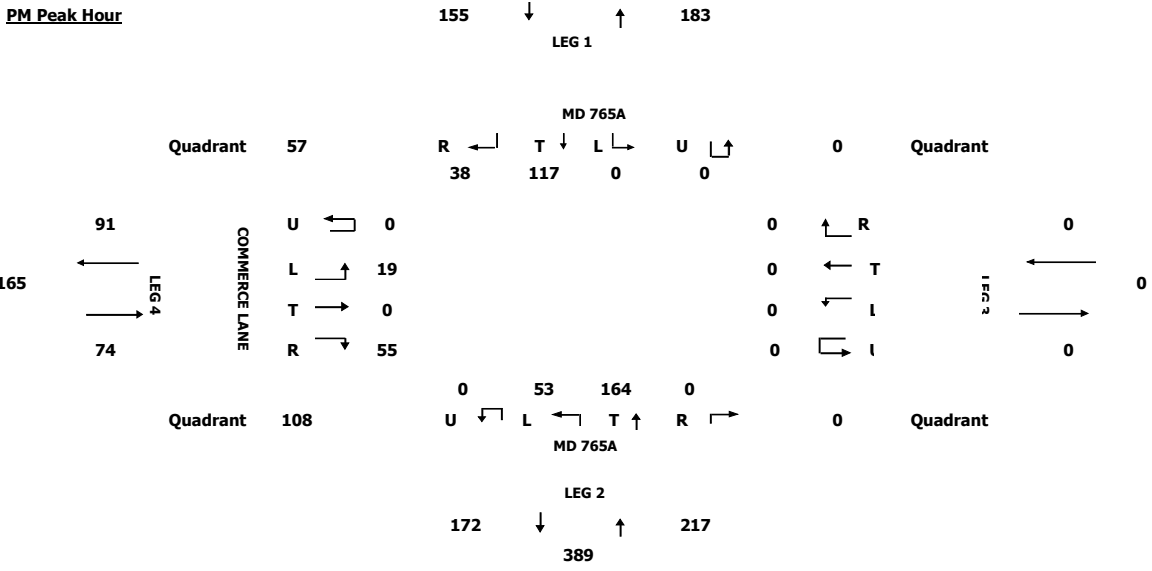 PM Peak Hour 155 183
LEG 1
MD 765A
Quadrant 57 R T L U 0 Quadrant
38 117 0 0
91 U 0 0 R 0
L 19 0 T
165 LEG 4 COMMERCE LANE 0
T 0 0
74 R 55 0 0
0 53 164 0
Quadrant 108 U L T R 0 Quadrant
MD 765A
LEG 2
172 217
389